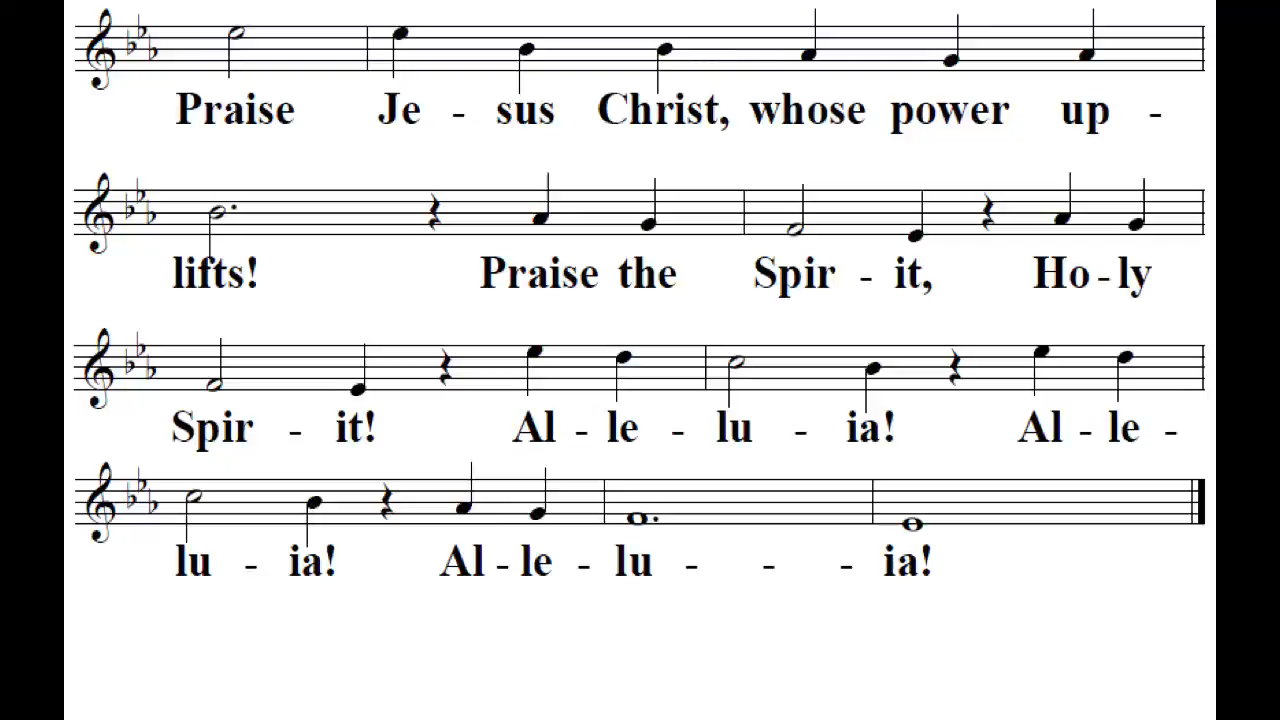 Praise Je - sus Christ, whose power up -
lifts! Praise the Spir - it, Ho - ly
Spir - it! Al - le - lu - ia! Al - le -
lu - ia! Al - le - lu - - - ia!